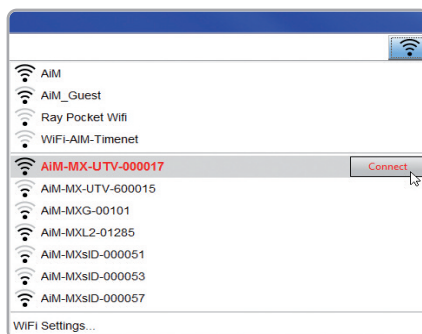 AiM
AiM_Guest
Ray Pocket Wifi
WiFi-AIM-Timenet
AiM-MX-UTV-000017 Connect
AiM-MX-UTV-600015
AiM-MXG-00101
AiM-MXL2-01285
AiM-MXsID-000051
AiM-MXsID-000053
AiM-MXsID-000057
WiFi Settings...